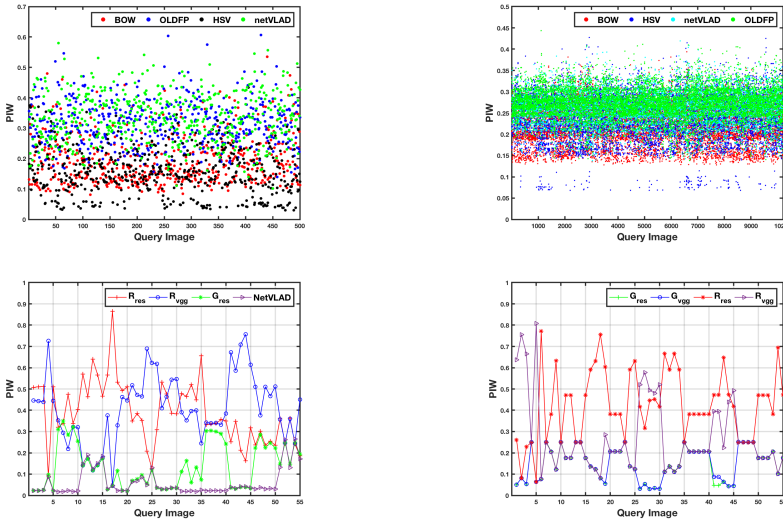 BOW OLDFP HSV netVLAD
PIW
0.7
0.6
0.5
0.4
0.3
0.2
0.1
0
50 100 150 200 250 300 350 400 450 500
Query Image
BOW HSV netVLAD OLDFP
PIW
0.5
0.45
0.4
0.35
0.3
0.25
0.2
0.15
0.1
0.05
0
1000 2000 3000 4000 5000 6000 7000 8000 9000
Query Image
R_res R_vgg G_res NetVLAD
PIW
1
0.9
0.8
0.7
0.6
0.5
0.4
0.3
0.2
0.1
0
5 10 15 20 25 30 35 40 45 50 55
Query Image
G_res G_vgg R_res R_vgg
PIW
1
0.9
0.8
0.7
0.6
0.5
0.4
0.3
0.2
0.1
0
5 10 15 20 25 30 35 40 45 50
Query Image